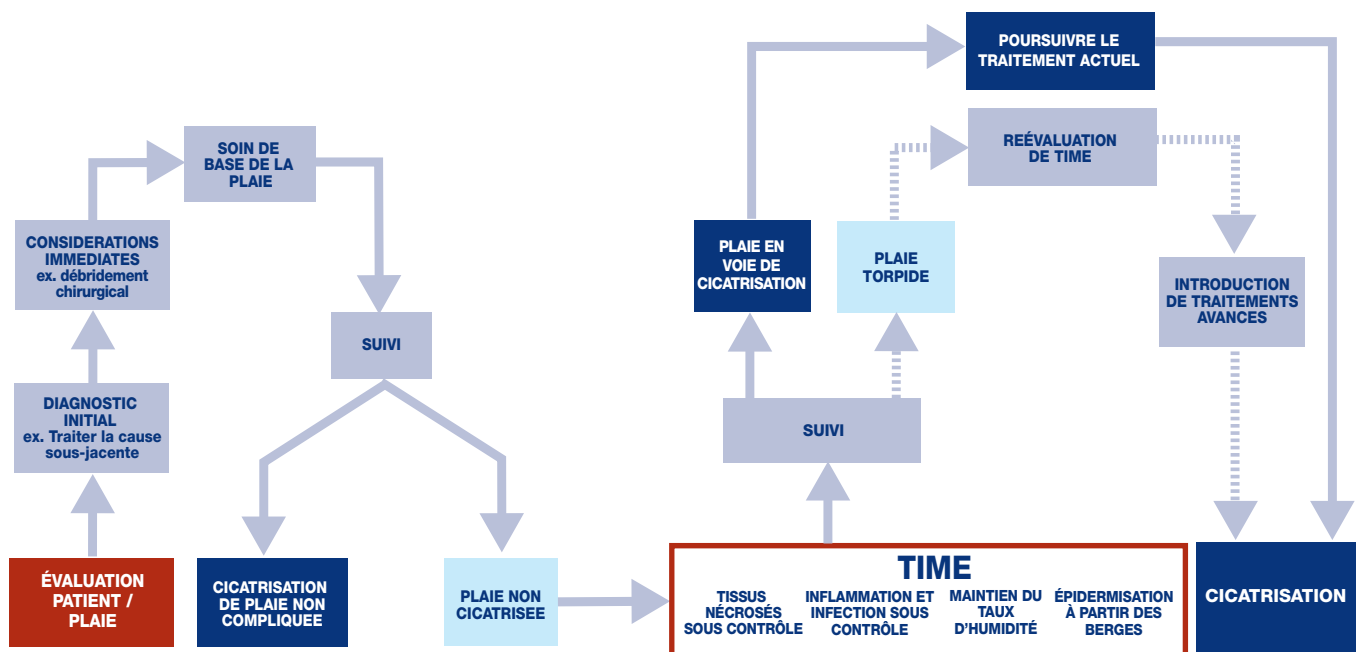 ÉVALUATION
PATIENT /
PLAIE
DIAGNOSTIC
INITIAL
ex. Traiter la cause
sous-jacente
CONSIDERATIONS
IMMEDIATES
ex. débridement
chirurgical
SOIN DE
BASE DE LA
PLAIE
SUIVI
CICATRISATION
DE PLAIE NON
COMPLIQUEE
PLAIE NON
CICATRISEE
TIME
TISSUS
NÉCROSÉS
SOUS CONTRÔLE
INFLAMMATION ET
INFECTION SOUS
CONTRÔLE
MAINTIEN DU
TAUX
D'HUMIDITÉ
ÉPIDERMISATION
À PARTIR DES
BERGES
SUIVI
PLAIE EN
VOIE DE
CICATRISATION
PLAIE
TORPIDE
POURSUIVRE LE
TRAITEMENT ACTUEL
REÉVALUATION
DE TIME
INTRODUCTION
DE TRAITEMENTS
AVANCES
CICATRISATION